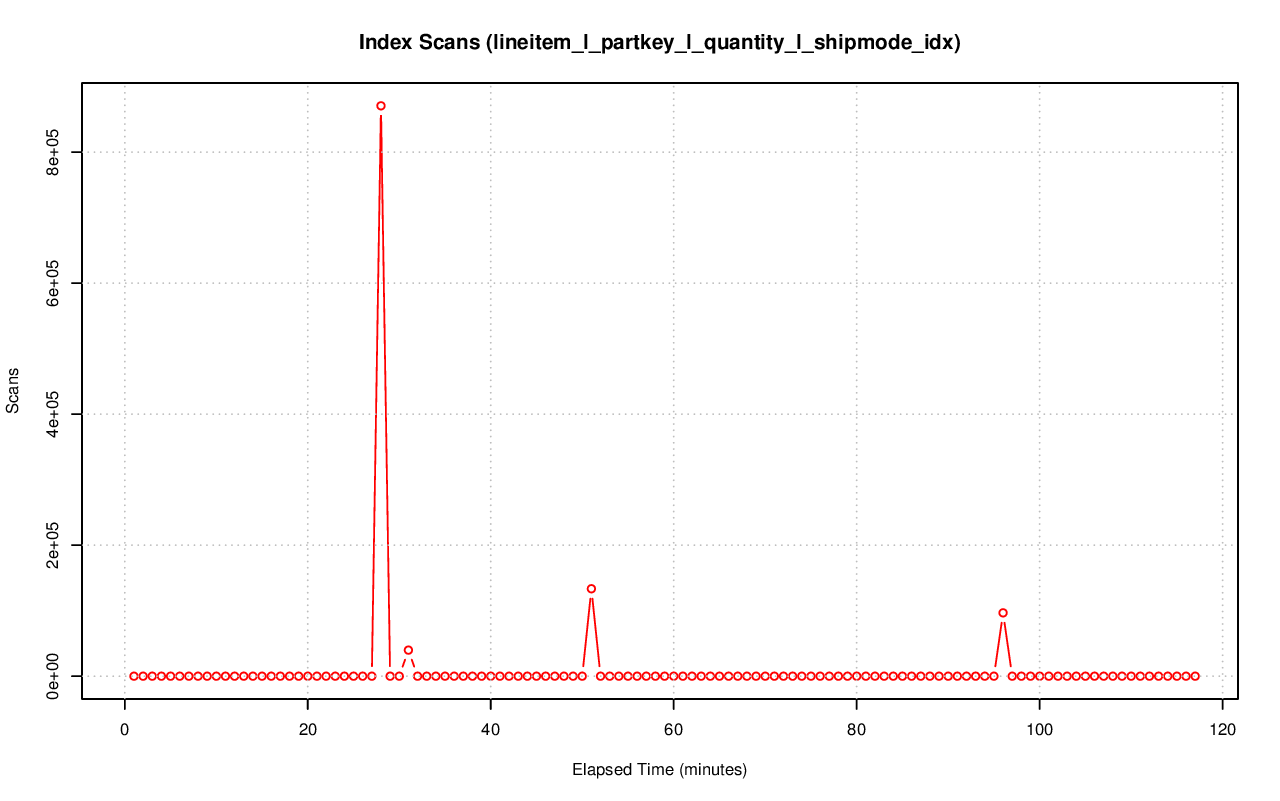 Index Scans (lineitem_l_partkey_l_quantity_l_shipmode_idx)
Scans
8e+05
6e+05
4e+05
2e+05
0e+00
0 20 40 60 80 100 120
Elapsed Time (minutes)